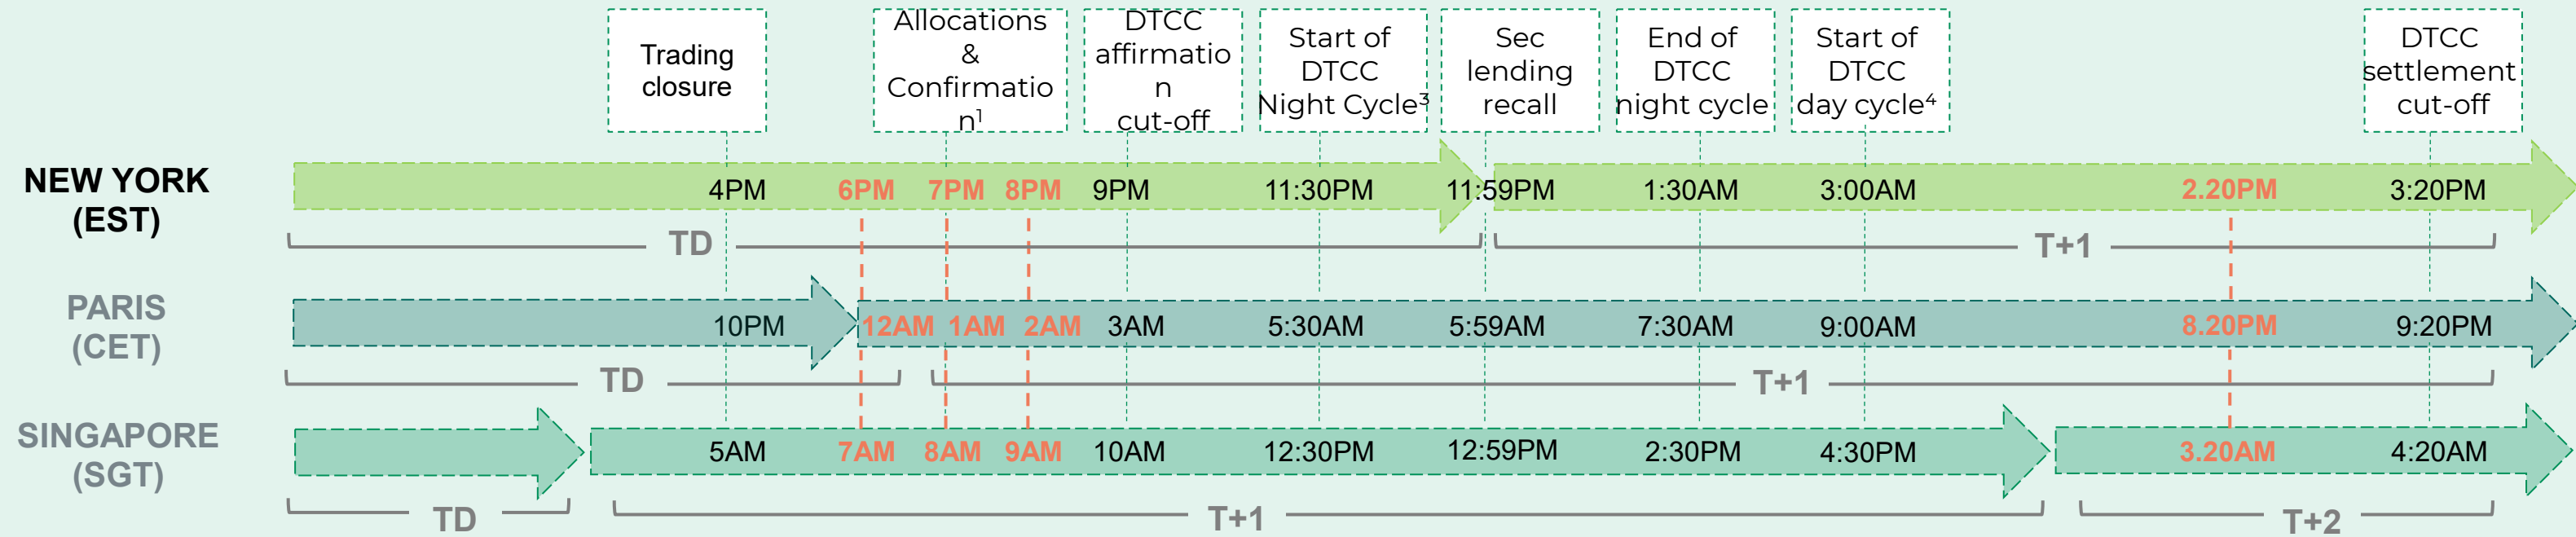 Trading
closure
Allocations
&
Confirmatio
n¹
DTCC
affirmatio
n
cut-off
Start of
DTCC
Night Cycle³
Sec
lending
recall
End of
DTCC
night cycle
Start of
DTCC
day cycle⁴
DTCC
settlement
cut-off
NEW YORK
(EST)
4PM 6PM 7PM 8PM 9PM 11:30PM 11:59PM 1:30AM 3:00AM 2.20PM 3:20PM
TD T+1
PARIS
(CET)
10PM 12AM 1AM 2AM 3AM 5:30AM 5:59AM 7:30AM 9:00AM 8.20PM 9:20PM
TD T+1
SINGAPORE
(SGT)
5AM 7AM 8AM 9AM 10AM 12:30PM 12:59PM 2:30PM 4:30PM 3.20AM 4:20AM
TD T+1 T+2